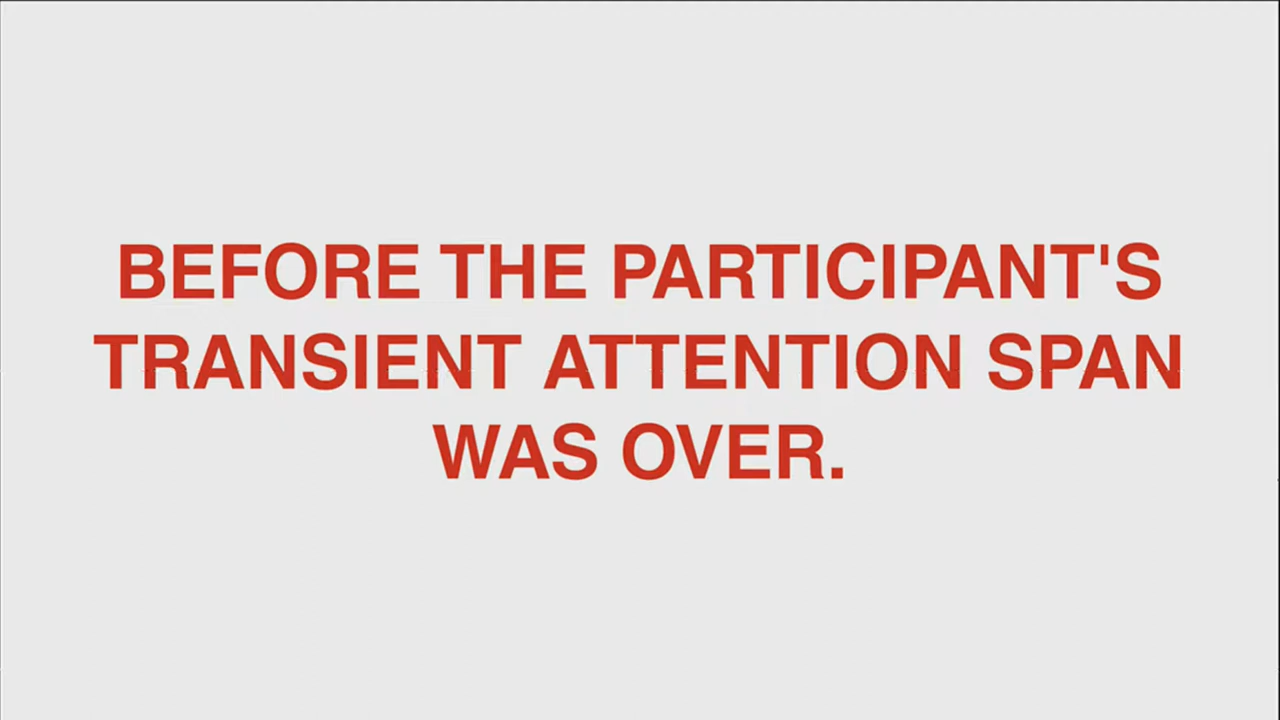 BEFORE THE PARTICIPANT'S
TRANSIENT ATTENTION SPAN
WAS OVER.